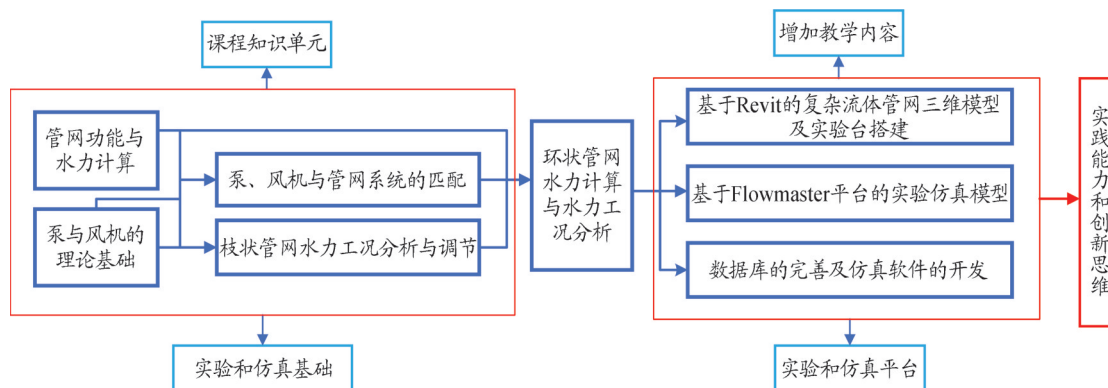 课程知识单元
增加教学内容
管网功能与
水力计算
泵与风机的
理论基础
泵、风机与管网系统的匹配
枝状管网水力工况分析与调节
环状管网
水力计算
与水力工
况分析
基于Revit的复杂流体管网三维模型
及实验台搭建
基于Flowmaster平台的实验仿真模型
数据库的完善及仿真软件的开发
实践能力和创新思维
实验和仿真基础
实验和仿真平台